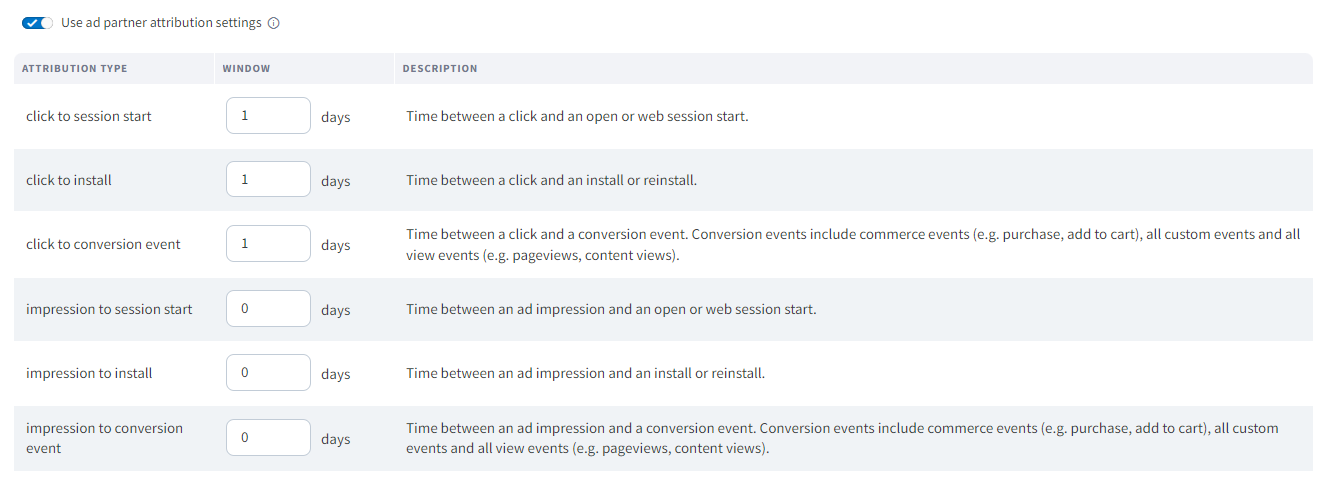 Use ad partner attribution settings
ATTRIBUTION TYPE WINDOW DESCRIPTION
click to session start 1 days Time between a click and an open or web session start.
click to install 1 days Time between a click and an install or reinstall.
click to conversion event 1 days Time between a click and a conversion event. Conversion events include commerce events (e.g. purchase, add to cart), all custom events and all
view events (e.g. pageviews, content views).
impression to session start 0 days Time between an ad impression and an open or web session start.
impression to install 0 days Time between an ad impression and an install or reinstall.
impression to conversion 0 days Time between an ad impression and a conversion event. Conversion events include commerce events (e.g. purchase, add to cart), all custom
event events and all view events (e.g. pageviews, content views).